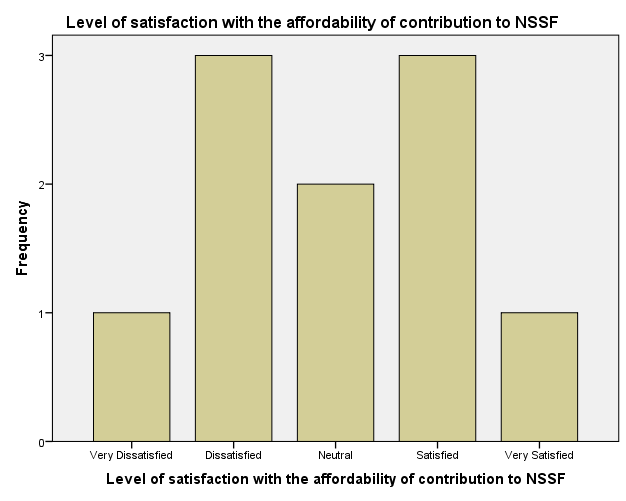 Level of satisfaction with the affordability of contribution to NSSF
Frequency
3
2
1
0
Very Dissatisfied
Dissatisfied
Neutral
Satisfied
Very Satisfied
Level of satisfaction with the affordability of contribution to NSSF